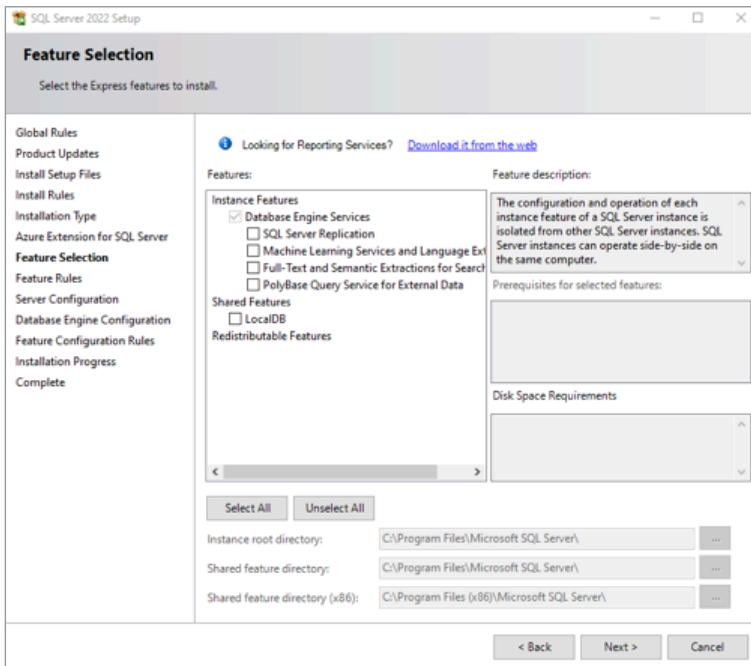 SQL Server 2022 Setup
Feature Selection
Select the Express features to install.
Global Rules
Product Updates
Install Setup Files
Install Rules
Installation Type
Azure Extension for SQL Server
Feature Selection
Feature Rules
Server Configuration
Database Engine Configuration
Feature Configuration Rules
Installation Progress
Complete
Looking for Reporting Services? Download it from the web
Features:
Instance Features
Database Engine Services
SQL Server Replication
Machine Learning Services and Language Ext
Full-Text and Semantic Extractions for Search
PolyBase Query Service for External Data
Shared Features
LocalDB
Redistributable Features
Feature description:
The configuration and operation of each
instance feature of a SQL Server instance is
isolated from other SQL Server instances. SQL
Server instances can operate side-by-side on
the same computer.
Prerequisites for selected features:
Disk Space Requirements
Select All
Unselect All
Instance root directory: C:\Program Files\Microsoft SQL Server\ ...
Shared feature directory: C:\Program Files\Microsoft SQL Server\ ...
Shared feature directory (x86): C:\Program Files (x86)\Microsoft SQL Server\ ...
< Back
Next >
Cancel